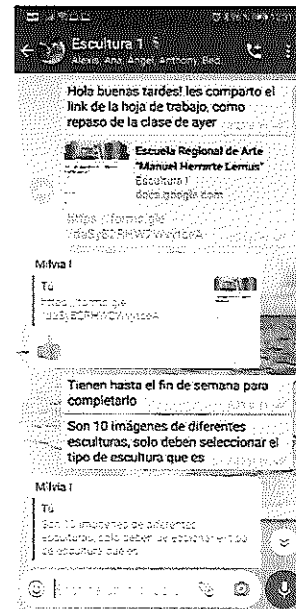 Escultura 1
Alexis, Ana, Angel, Anthony, Bea,
Hola buenas tardes! les comparto el
link de la hoja de trabajo, como
repaso de la clase de ayer
Escuela Regional de Arte
"Manuel Herrarte Lemus"
Escultura I
docs.google.com
Milvia I
Tú
Tienen hasta el fin de semana para
completarlo
Son 10 imágenes de diferentes
esculturas, solo deben seleccionar el
tipo de escultura que es
Milvia I
Tú
Son 10 imágenes de diferentes
esculturas, solo deben seleccionar el tipo
de escultura que es